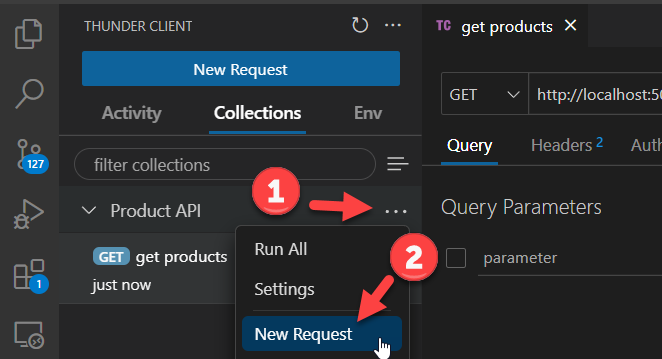 THUNDER CLIENT
...
New Request
Activity
Collections
Env
filter collections
127
1
Product API
...
GET get products
just now
1
Run All
Settings
2
New Request
TC get products
GET
http://localhost:50
Query
Headers 2
Auth
Query Parameters
parameter